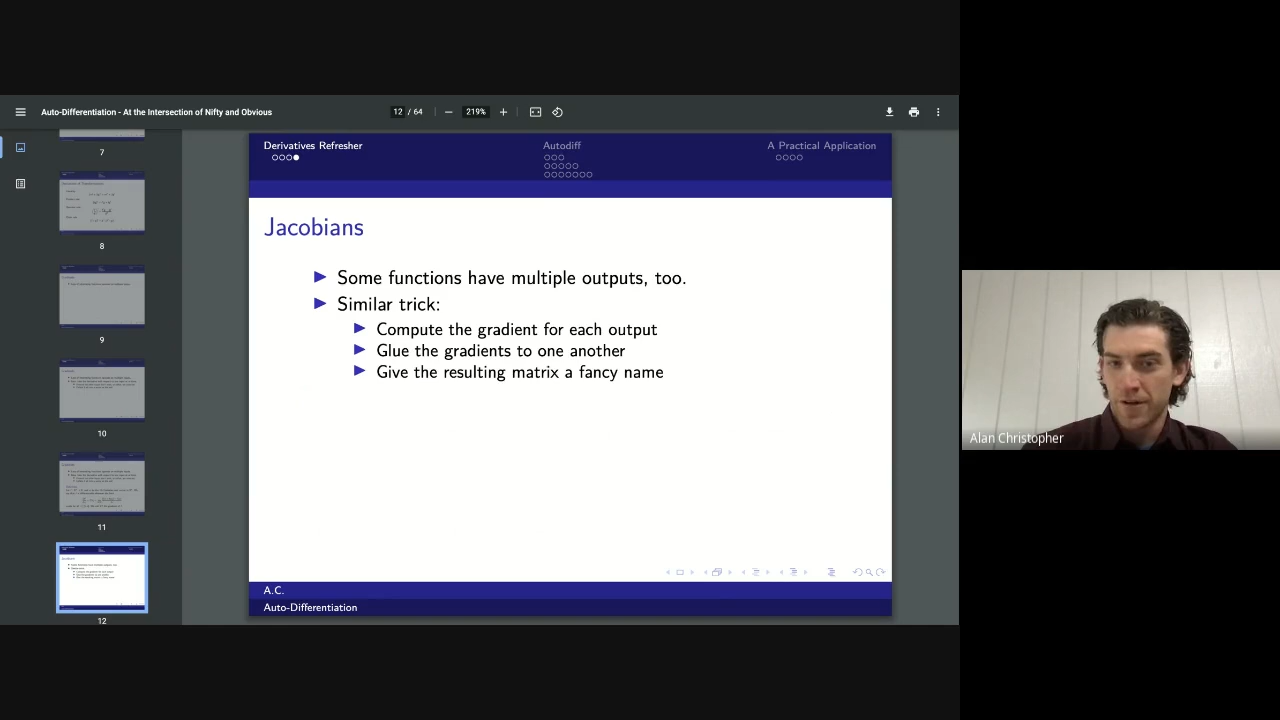 Auto-Differentiation - At the Intersection of Nifty and Obvious
12 / 64
219%
7
8
9
10
11
12
Derivatives Refresher
Autodiff
A Practical Application
Jacobians
Some functions have multiple outputs, too.
Similar trick:
Compute the gradient for each output
Glue the gradients to one another
Give the resulting matrix a fancy name
A.C.
Auto-Differentiation
Alan Christopher